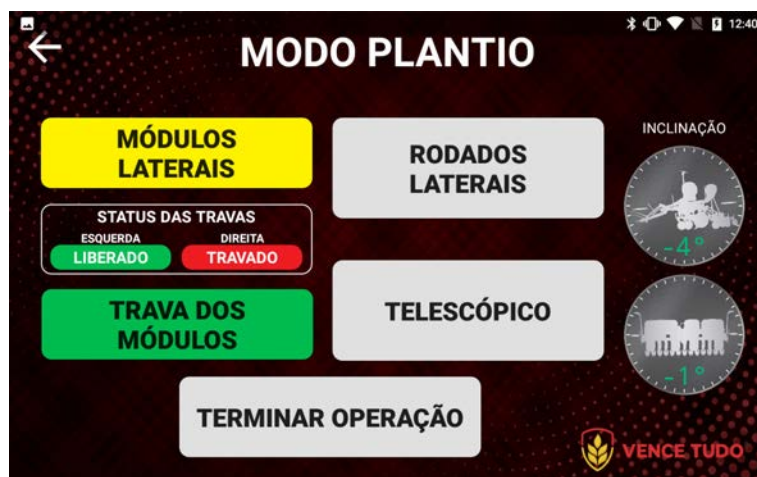 12:40
MODO PLANTIO
MÓDULOS
LATERAIS
RODADOS
LATERAIS
INCLINAÇÃO
-4°
STATUS DAS TRAVAS
ESQUERDA DIREITA
LIBERADO TRAVADO
TRAVA DOS
MÓDULOS
TELESCÓPICO
-1°
TERMINAR OPERAÇÃO
VENCE TUDO